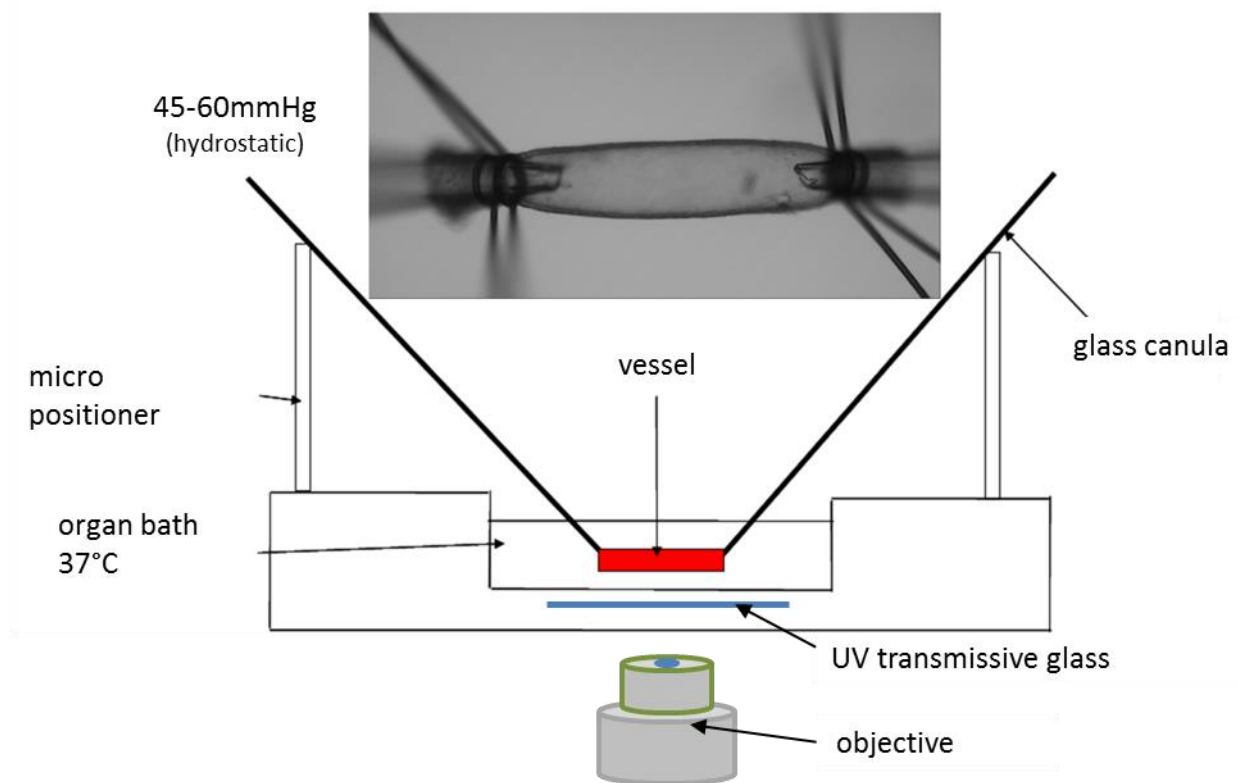 45-60mmHg
(hydrostatic)
glass canula
vessel
micro
positioner
organ bath
37°C
UV transmissive glass
objective